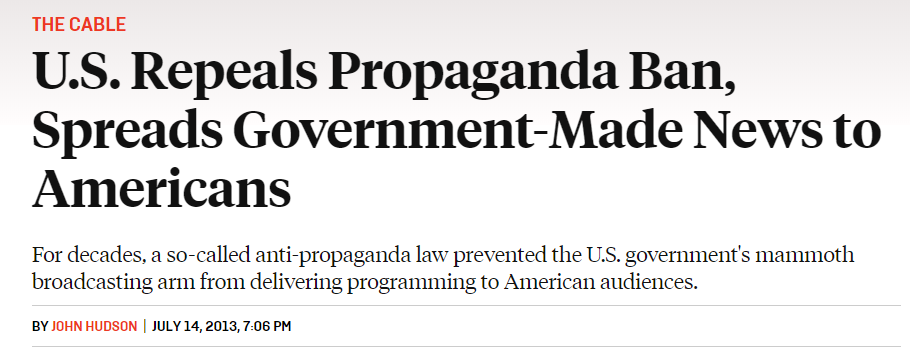 THE CABLE
U.S. Repeals Propaganda Ban,
Spreads Government-Made News to
Americans
For decades, a so-called anti-propaganda law prevented the U.S. government's mammoth
broadcasting arm from delivering programming to American audiences.
BY JOHN HUDSON | JULY 14, 2013, 7:06 PM